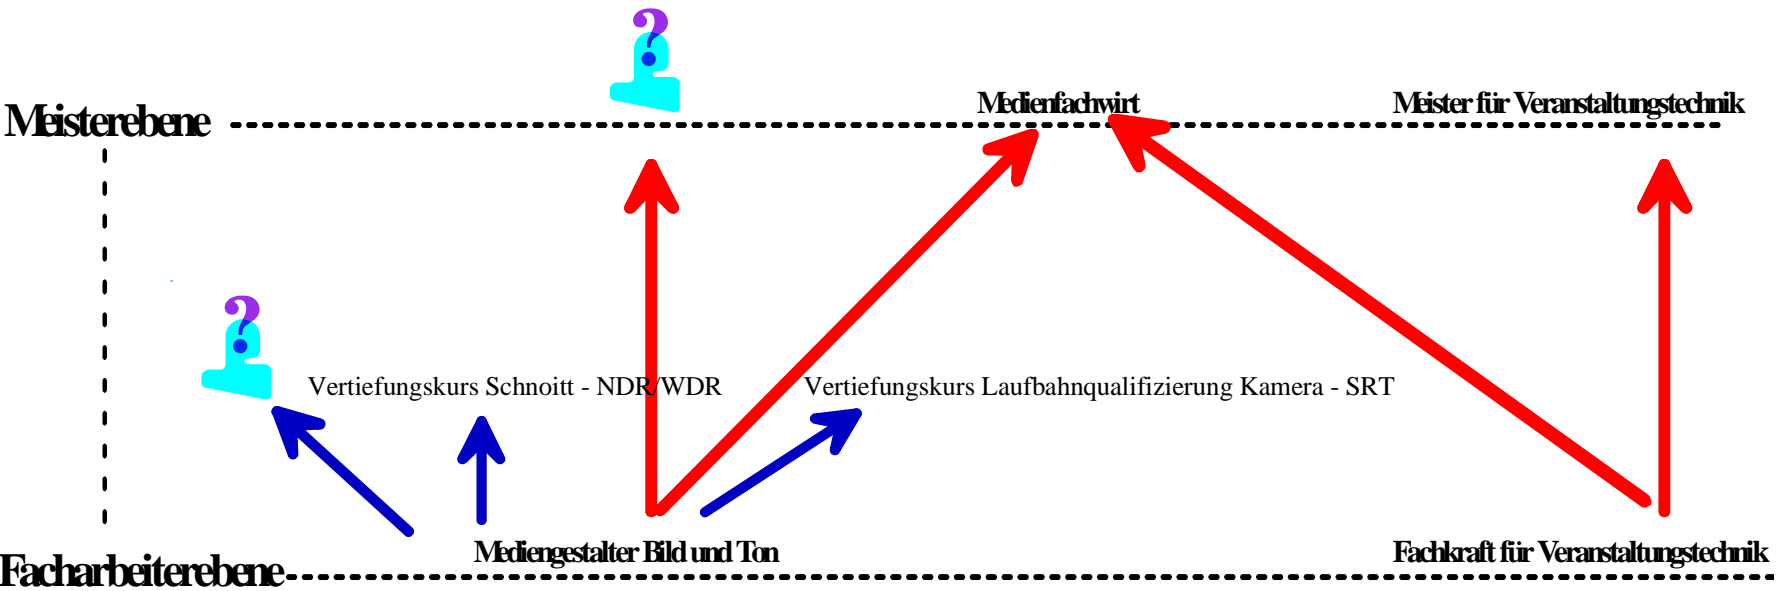 ?
Medienfachwirt
Meister für Veranstaltungstechnik
Meisterebene
?
Vertiefungskurs Schnoitt - NDR/WDR
Vertiefungskurs Laufbahnqualifizierung Kamera - SRT
Mediengestalter Bild und Ton
Fachkraft für Veranstaltungstechnik
Facharbeiterebene